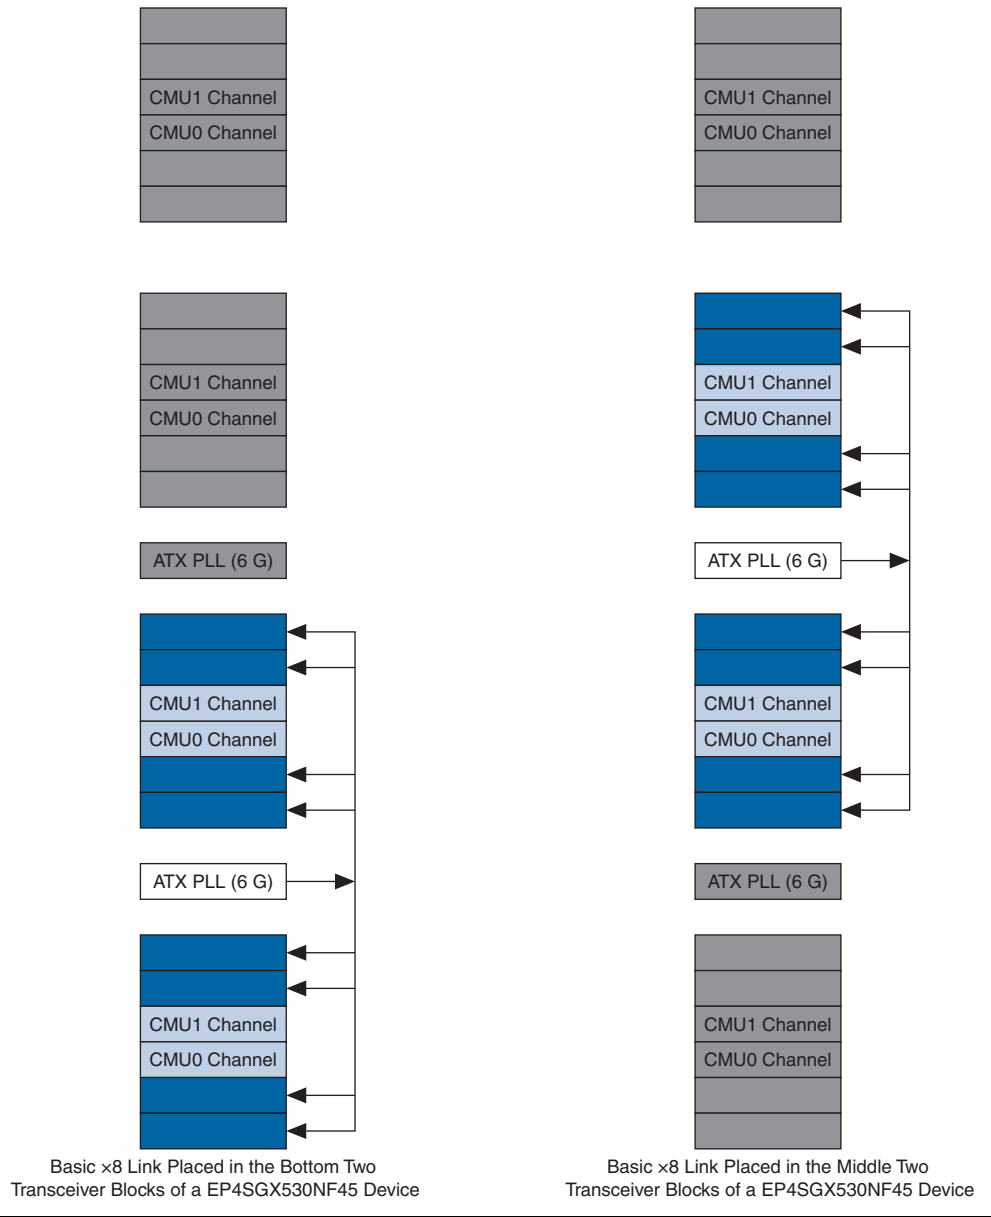 CMU1 Channel
CMU0 Channel
CMU1 Channel
CMU0 Channel
ATX PLL (6 G)
CMU1 Channel
CMU0 Channel
ATX PLL (6 G)
CMU1 Channel
CMU0 Channel
Basic ×8 Link Placed in the Bottom Two
Transceiver Blocks of a EP4SGX530NF45 Device
CMU1 Channel
CMU0 Channel
CMU1 Channel
CMU0 Channel
ATX PLL (6 G)
CMU1 Channel
CMU0 Channel
ATX PLL (6 G)
CMU1 Channel
CMU0 Channel
Basic ×8 Link Placed in the Middle Two
Transceiver Blocks of a EP4SGX530NF45 Device